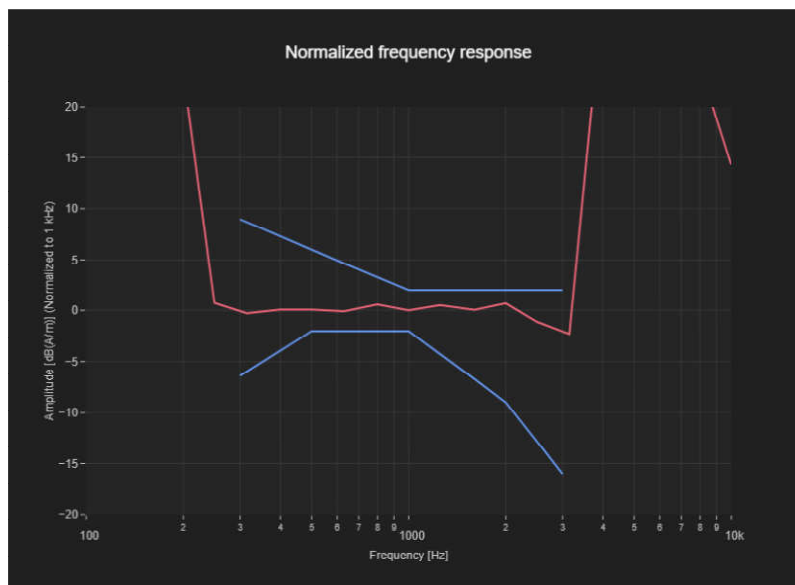 Normalized frequency response
Amplitude [dB(A/m)] (Normalized to 1 kHz)
20
15
10
5
0
−5
−10
−15
−20
100 2 3 4 5 6 7 8 9 1000 2 3 4 5 6 7 8 9 10k
Frequency [Hz]